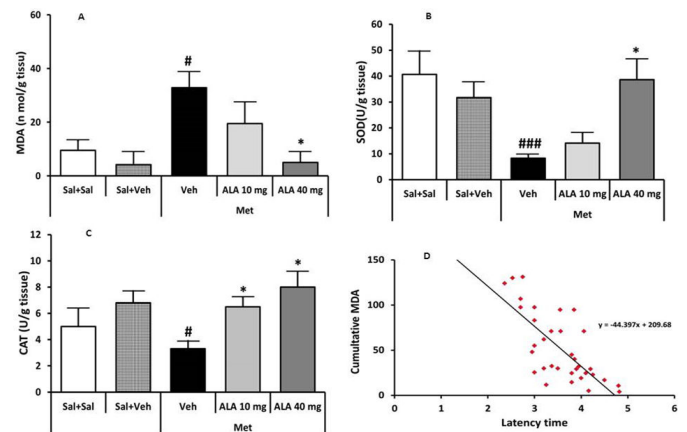 A
MDA (n mol/g tissu)
60
40
20
0
#
*
Sal+Sal Sal+Veh Veh ALA 10 mg ALA 40 mg
Met
B
SOD(U/g tissue)
60
50
40
30
20
10
0
###
*
Sal+Sal Sal+Veh Veh ALA 10 mg ALA 40 mg
Met
C
CAT (U/g tissue)
12
10
8
6
4
2
0
#
*
*
Sal+Sal Sal+Veh Veh ALA 10 mg ALA 40 mg
Met
D
Cumultative MDA
150
100
50
0
y = -44.397x + 209.68
0 1 2 3 4 5 6
Latency time